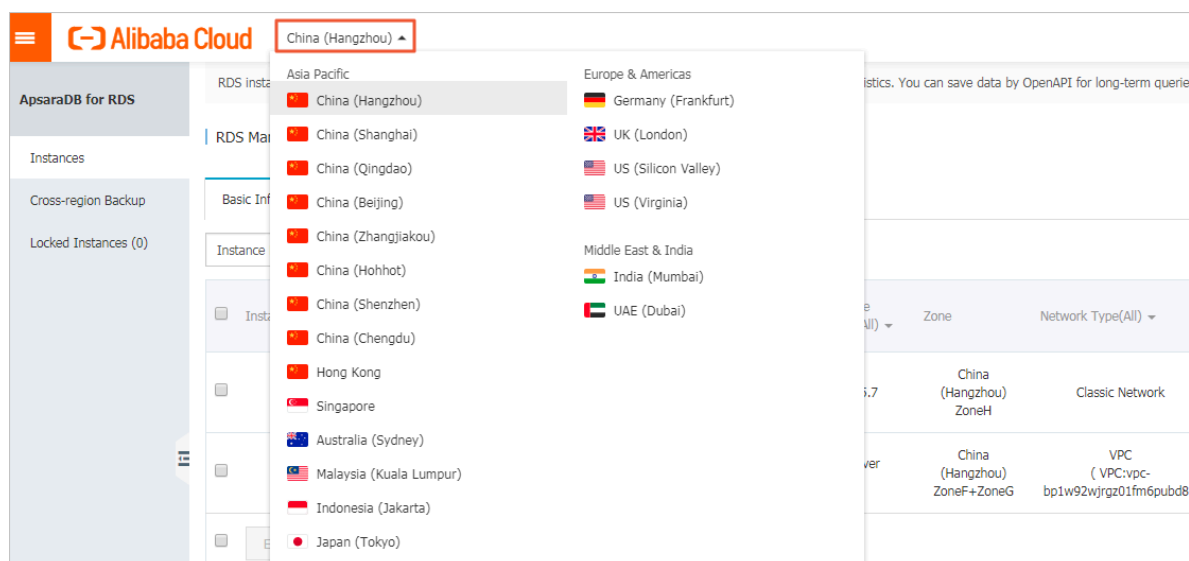 Alibaba Cloud
China (Hangzhou)
ApsaraDB for RDS
Instances
Cross-region Backup
Locked Instances (0)
RDS insta
istics. You can save data by OpenAPI for long-term querie
RDS Mar
Basic Inf
Instance
Asia Pacific
China (Hangzhou)
China (Shanghai)
China (Qingdao)
China (Beijing)
China (Zhangjiakou)
China (Hohhot)
China (Shenzhen)
China (Chengdu)
Hong Kong
Singapore
Australia (Sydney)
Malaysia (Kuala Lumpur)
Indonesia (Jakarta)
Japan (Tokyo)
Europe & Americas
Germany (Frankfurt)
UK (London)
US (Silicon Valley)
US (Virginia)
Middle East & India
India (Mumbai)
UAE (Dubai)
Insta
Zone
Network Type(All)
5.7
China
(Hangzhou)
ZoneH
Classic Network
ver
China
(Hangzhou)
ZoneF+ZoneG
VPC
( VPC:vpc-
bp1w92wjrgz01fm6pubd8